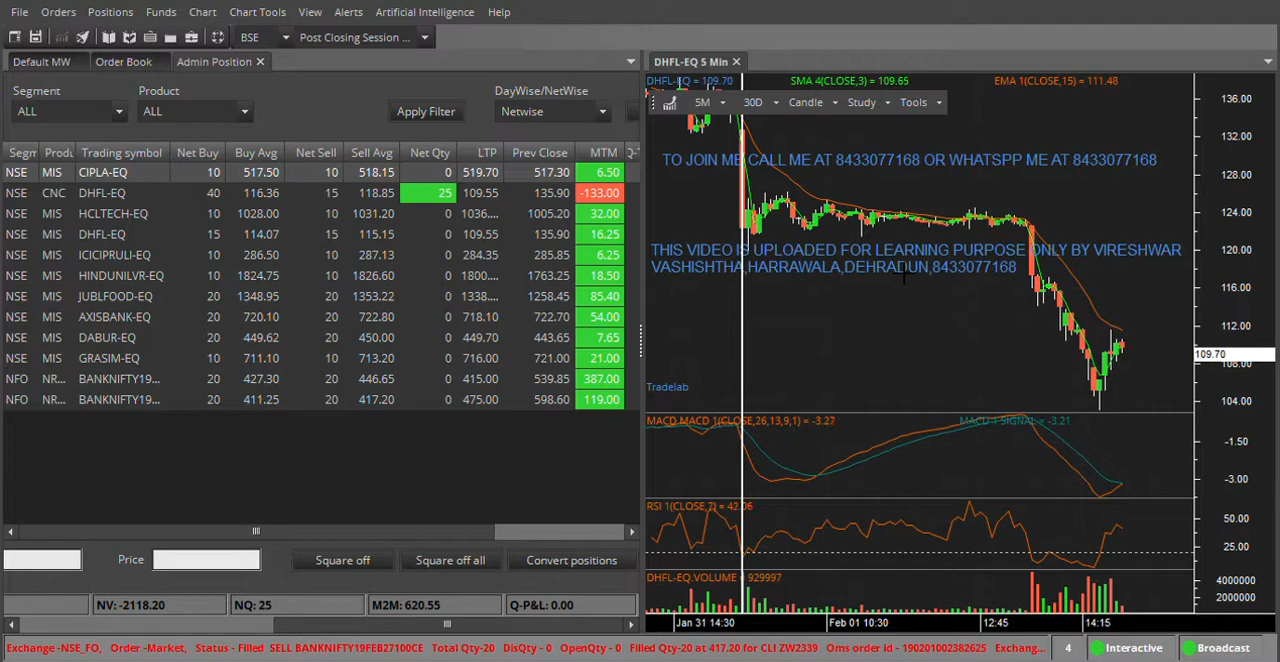 File Orders Positions Funds Chart Chart Tools View Alerts Artificial Intelligence Help
BSE Post Closing Session ...
Default MW Order Book Admin Position
Segment Product DayWise/NetWise
ALL ALL Apply Filter Netwise
Segm Produ Trading symbol Net Buy Buy Avg Net Sell Sell Avg Net Qty LTP Prev Close MTM
NSE MIS CIPLA-EQ 10 517.50 10 518.15 0 519.70 517.30 6.50
NSE CNC DHFL-EQ 40 116.36 15 118.85 25 109.55 135.90 -133.00
NSE MIS HCLTECH-EQ 10 1028.00 10 1031.20 0 1036.... 1005.20 32.00
NSE MIS DHFL-EQ 15 114.07 15 115.15 0 109.55 135.90 16.25
NSE MIS ICICIPRULI-EQ 10 286.50 10 287.13 0 284.35 285.85 6.25
NSE MIS HINDUNILVR-EQ 10 1824.75 10 1826.60 0 1800.... 1763.25 18.50
NSE MIS JUBLFOOD-EQ 20 1348.95 20 1353.22 0 1338.... 1258.45 85.40
NSE MIS AXISBANK-EQ 20 720.10 20 722.80 0 718.10 722.70 54.00
NSE MIS DABUR-EQ 20 449.62 20 450.00 0 449.70 443.65 7.65
NSE MIS GRASIM-EQ 10 711.10 10 713.20 0 716.00 721.00 21.00
NFO NR... BANKNIFTY19... 20 427.30 20 446.65 0 415.00 539.85 387.00
NFO NR... BANKNIFTY19... 20 411.25 20 417.20 0 475.00 598.60 119.00
Price Square off Square off all Convert positions
NV: -2118.20 NQ: 25 M2M: 620.55 Q-P&L: 0.00
DHFL-EQ 5 Min
DHFL-EQ = 109.70 SMA 4(CLOSE,3) = 109.65 EMA 1(CLOSE,15) = 111.48
5M 30D Candle Study Tools
TO JOIN ME CALL ME AT 8433077168 OR WHATSPP ME AT 8433077168
THIS VIDEO IS UPLOADED FOR LEARNING PURPOSE ONLY BY VIRESHWAR
VASHISHTHA,HARRAWALA,DEHRADUN,8433077168
Tradelab
136.00
132.00
128.00
124.00
120.00
116.00
112.00
109.70
108.00
104.00
MACD MACD 1(CLOSE,26,13,9,1) = -3.27 MACD 1 SIGNAL = -3.21
-1.50
-3.00
RSI 1(CLOSE,7) = 42.06
50.00
25.00
DHFL-EQ.VOLUME = 929997
4000000
2000000
Jan 31 14:30 Feb 01 10:30 12:45 14:15
Exchange -NSE_FO, Order -Market, Status - Filled SELL BANKNIFTY19FEB27100CE Total Qty-20 DisQty - 0 OpenQty - 0 Filled Qty-20 at 417.20 for CLI ZW2339 Oms order id - 190201002382625 Exchang... 4 Interactive Broadcast